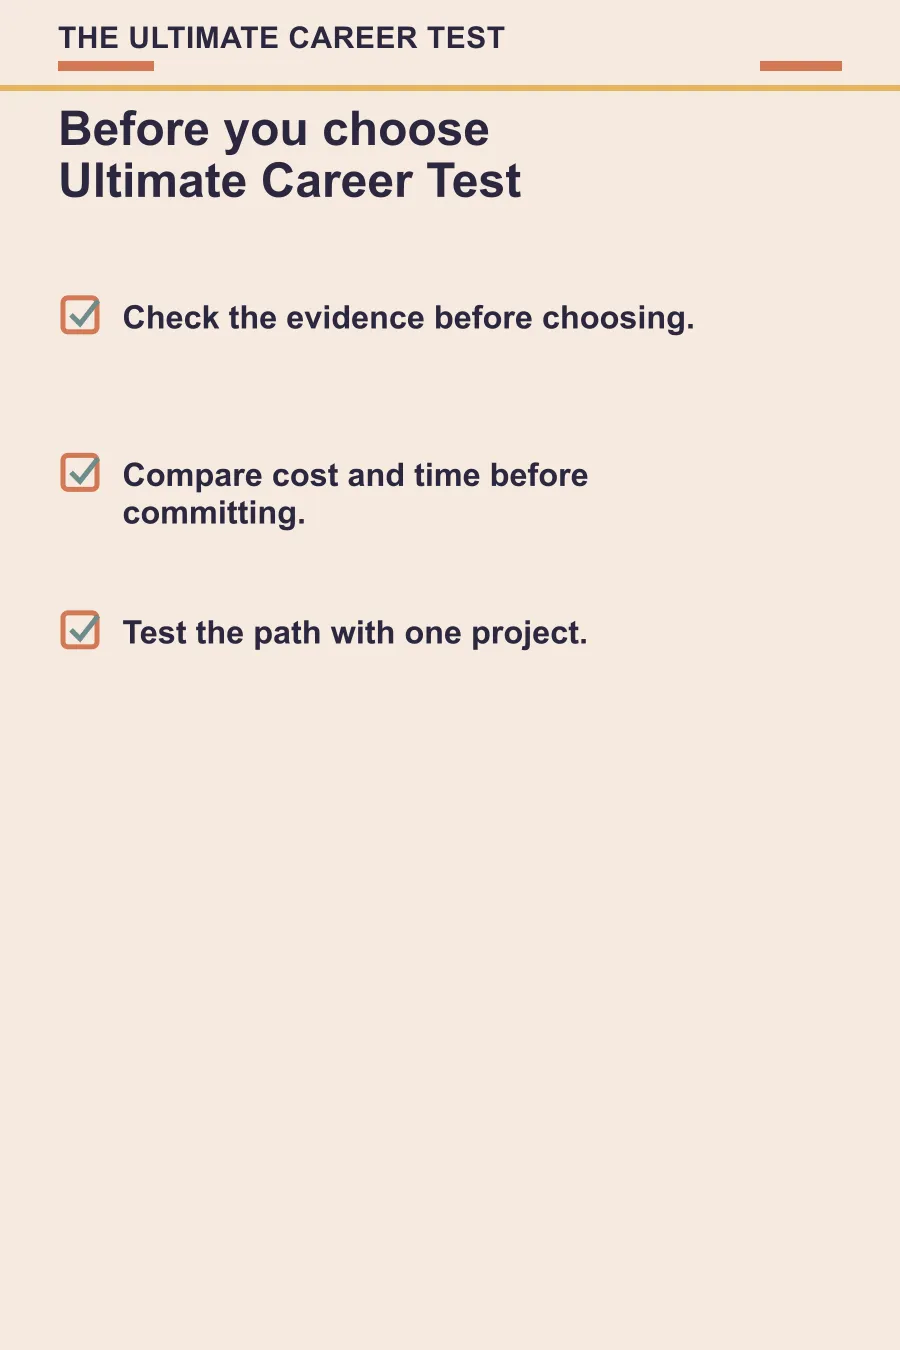 THE ULTIMATE CAREER TEST
Before you choose
Ultimate Career Test
Check the evidence before choosing.
Compare cost and time before
committing.
Test the path with one project.